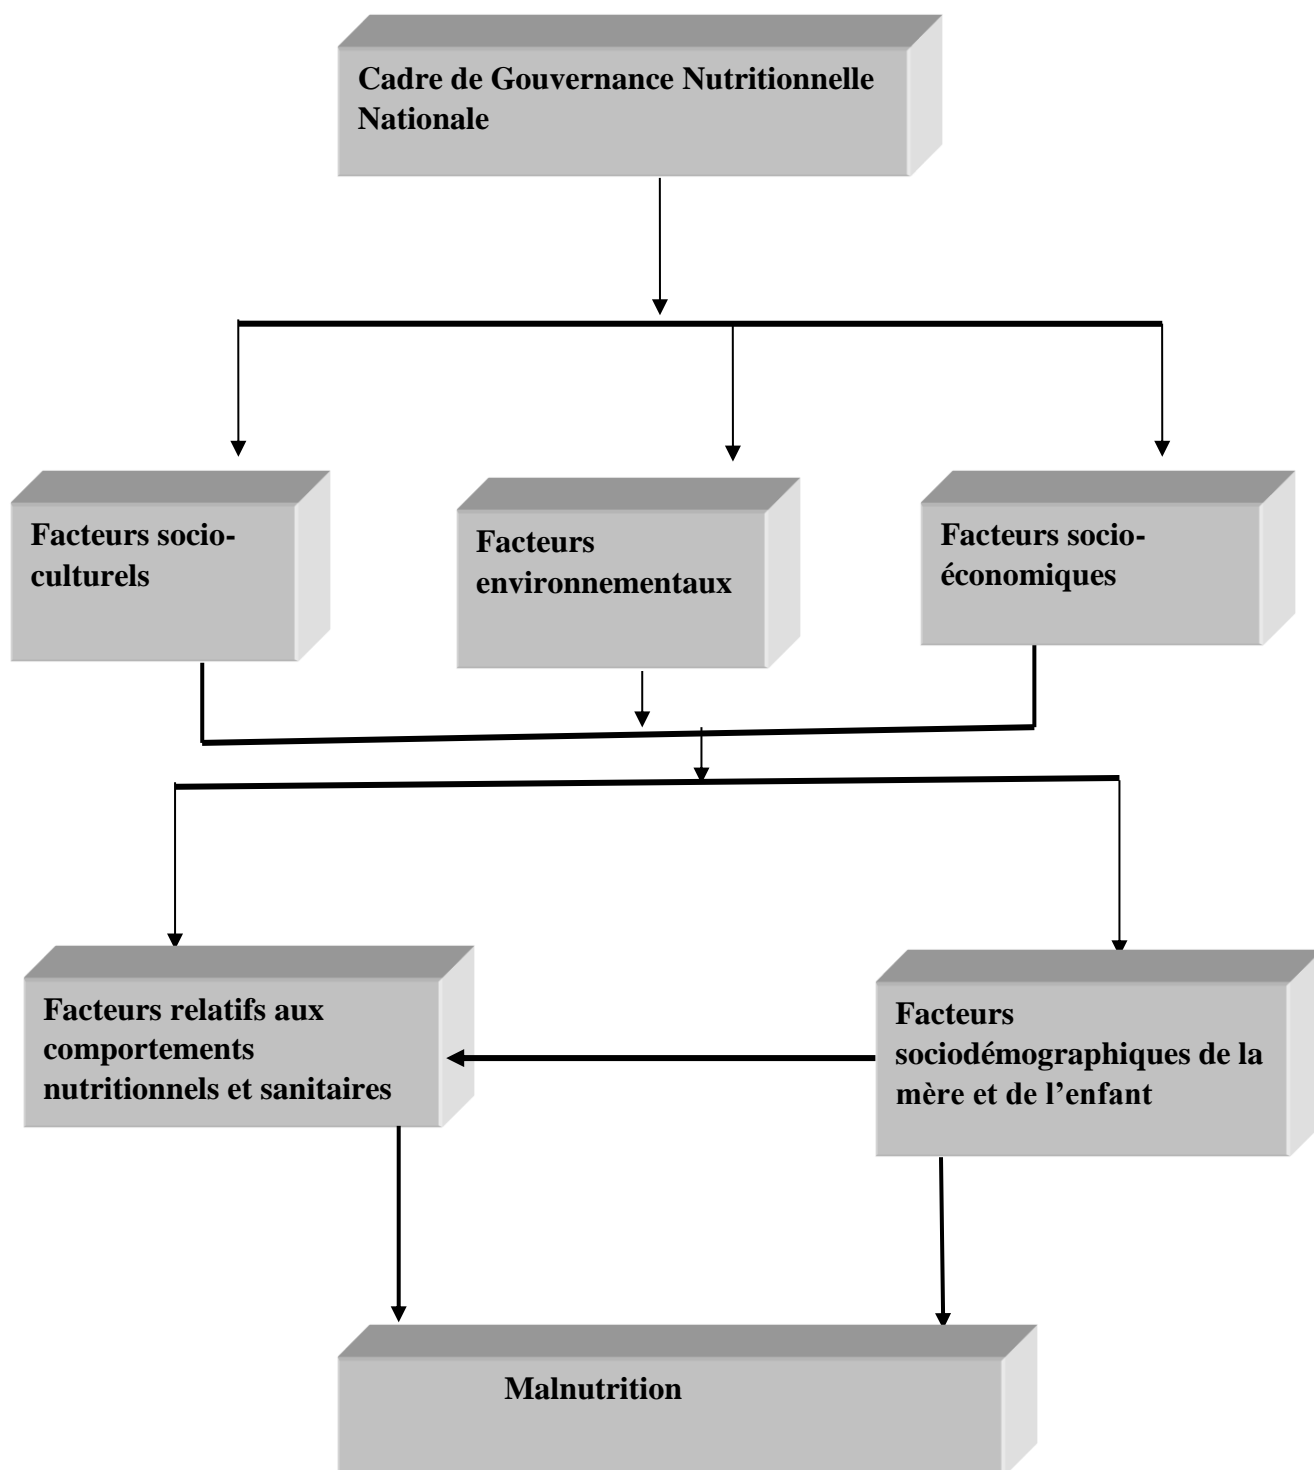 Cadre de Gouvernance Nutritionnelle
Nationale
Facteurs socio-
culturels
Facteurs
environnementaux
Facteurs socio-
économiques
Facteurs relatifs aux
comportements
nutritionnels et sanitaires
Facteurs
sociodémographiques de la
mère et de l’enfant
Malnutrition